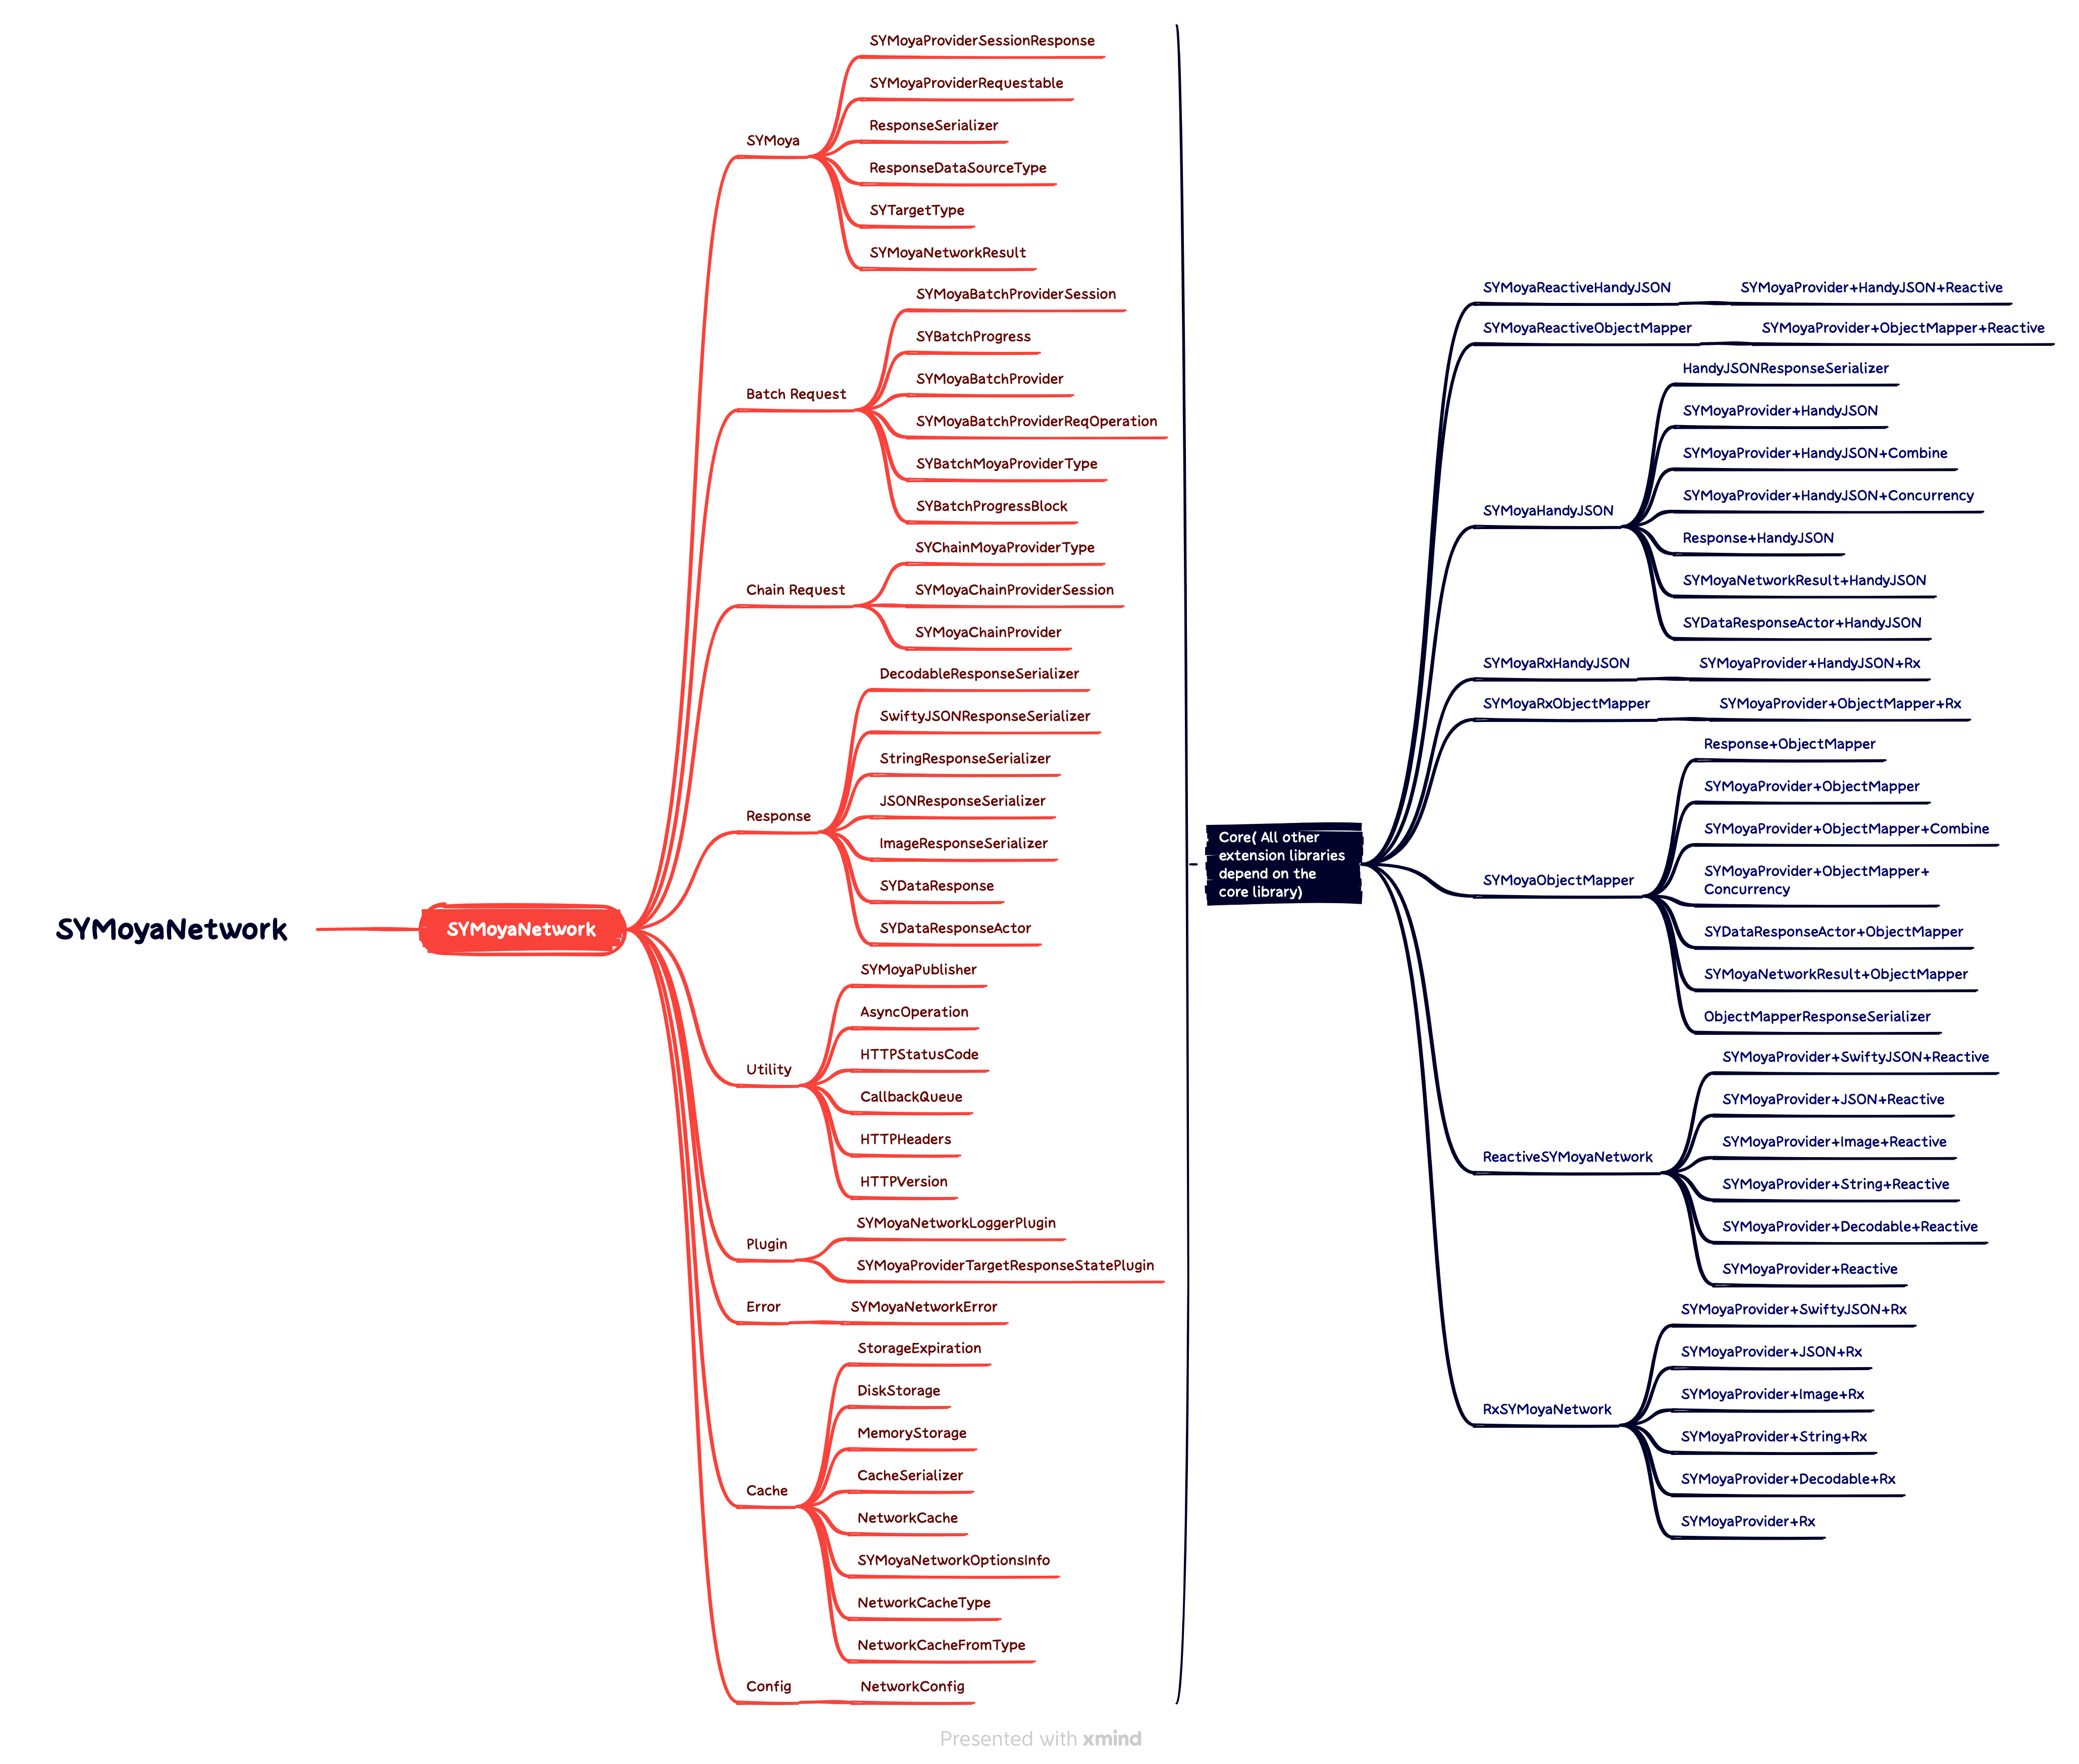 SYMoyaNetwork
SYMoyaNetwork
SYMoya
SYMoyaProviderSessionResponse
SYMoyaProviderRequestable
ResponseSerializer
ResponseDataSourceType
SYTargetType
SYMoyaNetworkResult
Batch Request
SYMoyaBatchProviderSession
SYBatchProgress
SYMoyaBatchProvider
SYMoyaBatchProviderReqOperation
SYBatchMoyaProviderType
SYBatchProgressBlock
Chain Request
SYChainMoyaProviderType
SYMoyaChainProviderSession
SYMoyaChainProvider
Response
DecodableResponseSerializer
SwiftyJSONResponseSerializer
StringResponseSerializer
JSONResponseSerializer
ImageResponseSerializer
SYDataResponse
SYDataResponseActor
Utility
SYMoyaPublisher
AsyncOperation
HTTPStatusCode
CallbackQueue
HTTPHeaders
HTTPVersion
Plugin
SYMoyaNetworkLoggerPlugin
SYMoyaProviderTargetResponseStatePlugin
Error
SYMoyaNetworkError
Cache
StorageExpiration
DiskStorage
MemoryStorage
CacheSerializer
NetworkCache
SYMoyaNetworkOptionsInfo
NetworkCacheType
NetworkCacheFromType
Config
NetworkConfig
Core( All other
extension libraries
depend on the
core library)
SYMoyaReactiveHandyJSON
SYMoyaProvider+HandyJSON+Reactive
SYMoyaReactiveObjectMapper
SYMoyaProvider+ObjectMapper+Reactive
SYMoyaHandyJSON
HandyJSONResponseSerializer
SYMoyaProvider+HandyJSON
SYMoyaProvider+HandyJSON+Combine
SYMoyaProvider+HandyJSON+Concurrency
Response+HandyJSON
SYMoyaNetworkResult+HandyJSON
SYDataResponseActor+HandyJSON
SYMoyaRxHandyJSON
SYMoyaProvider+HandyJSON+Rx
SYMoyaRxObjectMapper
SYMoyaProvider+ObjectMapper+Rx
SYMoyaObjectMapper
Response+ObjectMapper
SYMoyaProvider+ObjectMapper
SYMoyaProvider+ObjectMapper+Combine
SYMoyaProvider+ObjectMapper+
Concurrency
SYDataResponseActor+ObjectMapper
SYMoyaNetworkResult+ObjectMapper
ObjectMapperResponseSerializer
ReactiveSYMoyaNetwork
SYMoyaProvider+SwiftyJSON+Reactive
SYMoyaProvider+JSON+Reactive
SYMoyaProvider+Image+Reactive
SYMoyaProvider+String+Reactive
SYMoyaProvider+Decodable+Reactive
SYMoyaProvider+Reactive
RxSYMoyaNetwork
SYMoyaProvider+SwiftyJSON+Rx
SYMoyaProvider+JSON+Rx
SYMoyaProvider+Image+Rx
SYMoyaProvider+String+Rx
SYMoyaProvider+Decodable+Rx
SYMoyaProvider+Rx
Presented with xmind